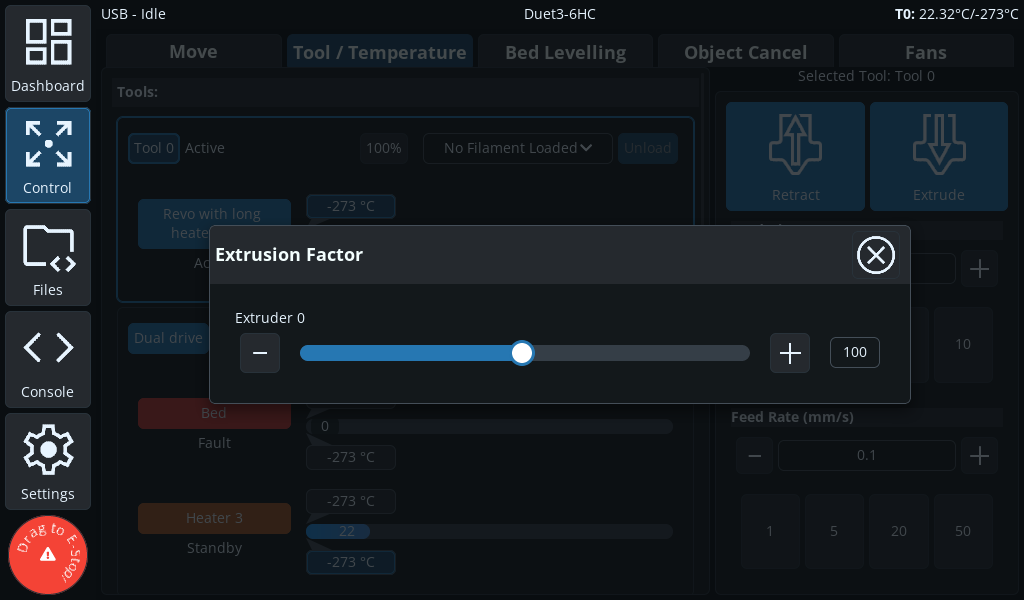 USB - Idle
Duet3-6HC
T0: 22.32°C/-273°C
Dashboard
Control
Files
Console
Settings
Drag to E-Stop!
Move
Tool / Temperature
Bed Levelling
Object Cancel
Fans
Tools:
Tool 0
Active
100%
No Filament Loaded
Unload
Revo with long
-273 °C
Selected Tool: Tool 0
Retract
Extrude
Extrusion Factor
Extruder 0
100
10
Dual drive
Bed
Fault
0
-273 °C
Heater 3
Standby
-273 °C
22
-273 °C
Feed Rate (mm/s)
0.1
1
5
20
50